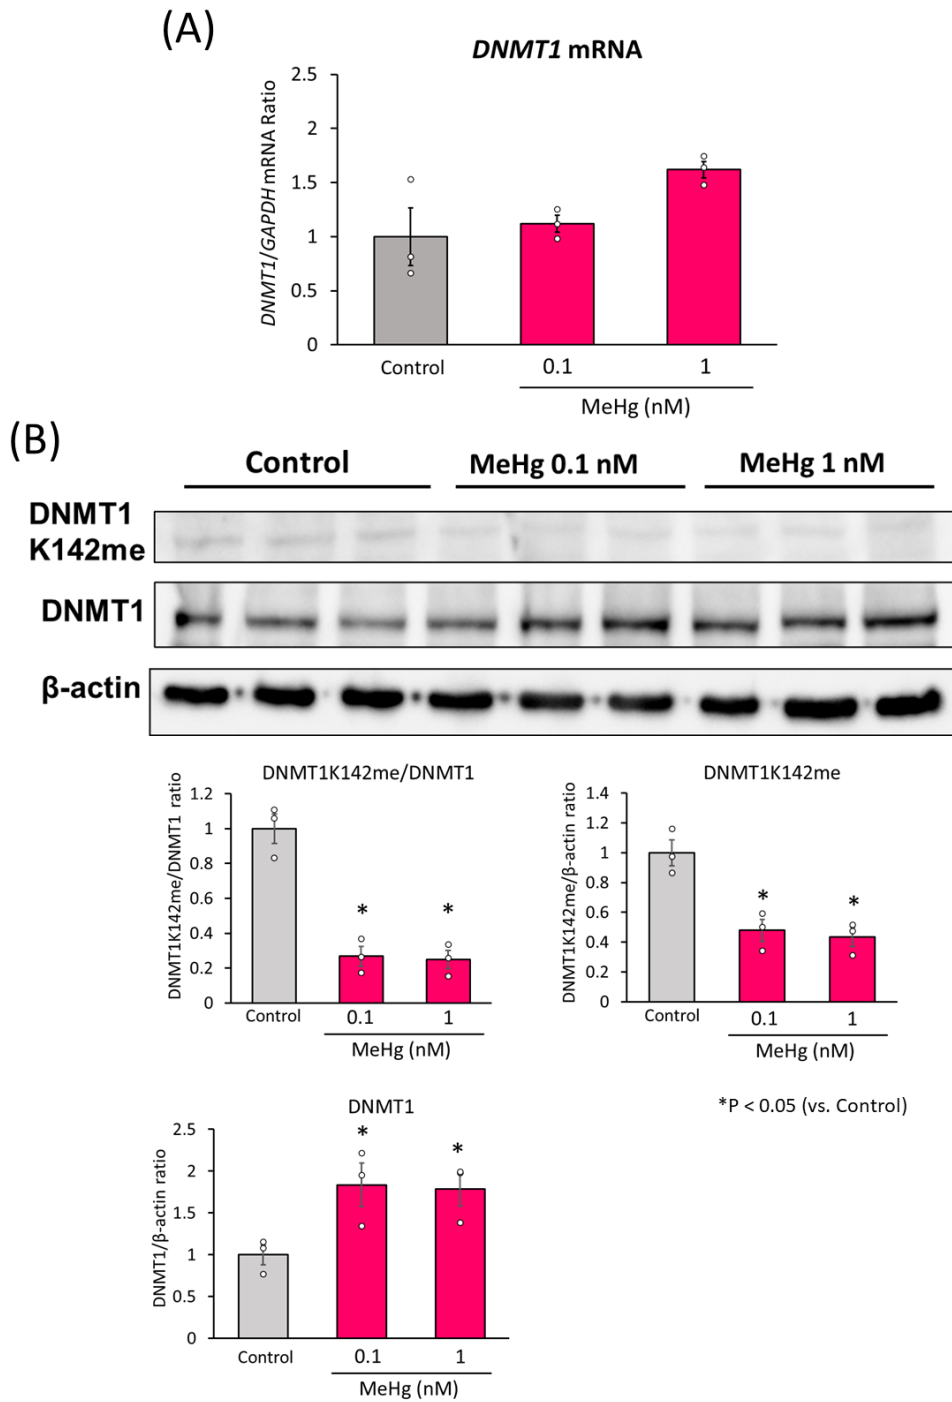 (A)
DNMT1 mRNA
DNMT1/GAPDH mRNA Ratio
2.5
2
1.5
1
0.5
0
Control
0.1
1
MeHg (nM)
(B)
Control
MeHg 0.1 nM
MeHg 1 nM
DNMT1
K142me
DNMT1
β-actin
DNMT1K142me/DNMT1
DNMT1K142me/DNMT1 ratio
1.2
1
0.8
0.6
0.4
0.2
0
*
*
Control
0.1
1
MeHg (nM)
DNMT1K142me
DNMT1K142me/β-actin ratio
1.4
1.2
1
0.8
0.6
0.4
0.2
0
*
*
Control
0.1
1
MeHg (nM)
DNMT1
DNMT1/β-actin ratio
2.5
2
1.5
1
0.5
0
*
*
Control
0.1
1
MeHg (nM)
*P < 0.05 (vs. Control)